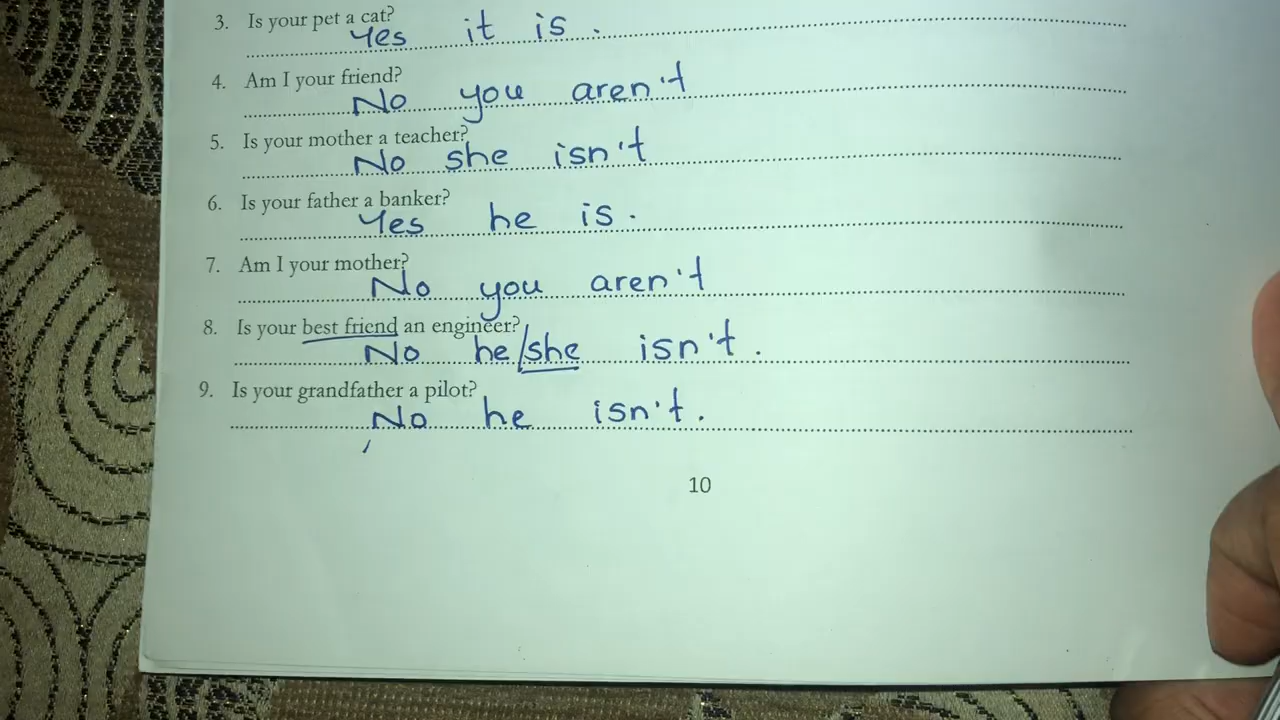 3. Is your pet a cat?
Yes it is.
4. Am I your friend?
No you aren't
5. Is your mother a teacher?
No she isn't
6. Is your father a banker?
Yes he is.
7. Am I your mother?
No you aren't
8. Is your best friend an engineer?
No he/she isn't.
9. Is your grandfather a pilot?
No he isn't.
10